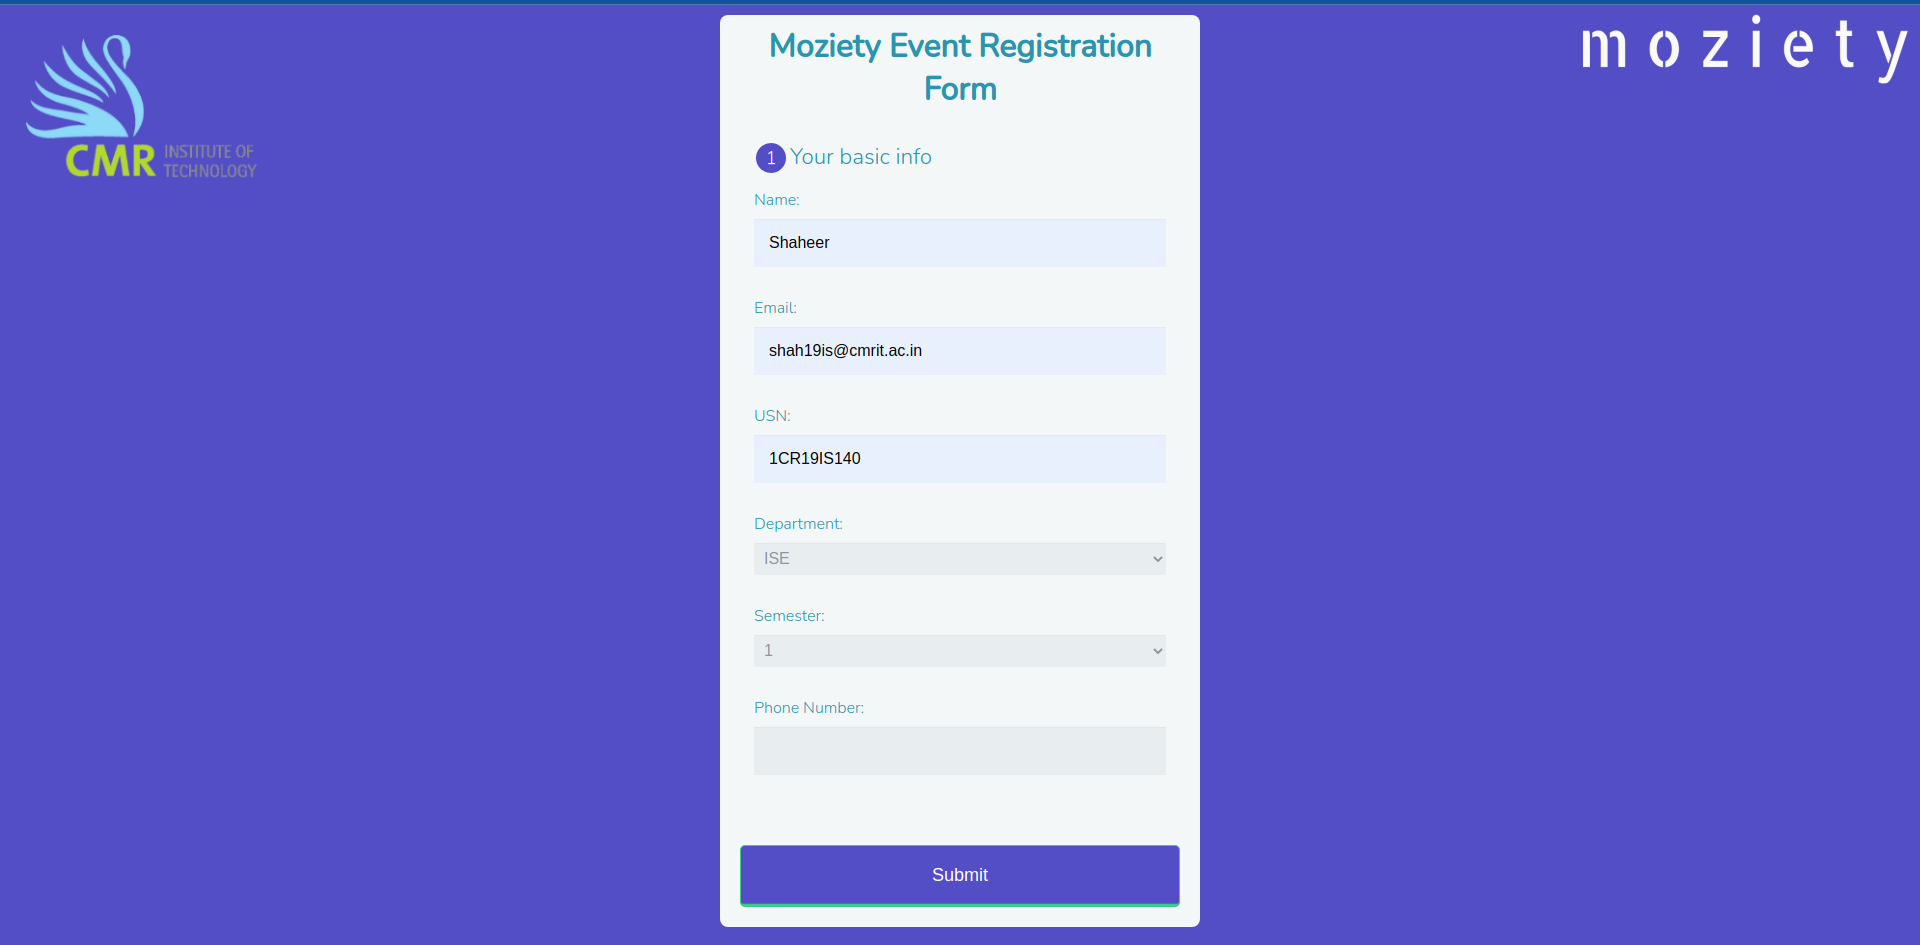 CMR INSTITUTE OF
TECHNOLOGY
moziety
Moziety Event Registration
Form
1 Your basic info
Name:
Shaheer
Email:
shah19is@cmrit.ac.in
USN:
1CR19IS140
Department:
ISE
Semester:
1
Phone Number:
Submit